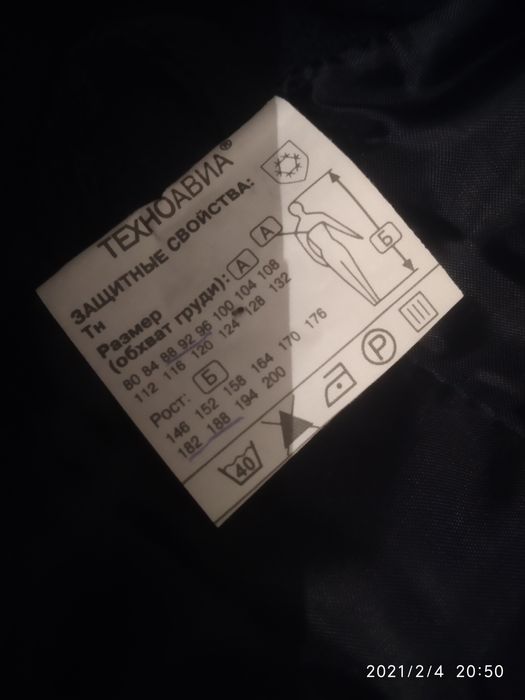 ТЕХНОАВИА®
ЗАЩИТНЫЕ СВОЙСТВА:
Тн
Размер
(обхват груди): А А
80 84 88 92 96 100 104 108
112 116 120 124 128 132
Рост: Б
146 152 158 164 170 176
182 188 194 200
Б
40
P
2021/2/4 20:50